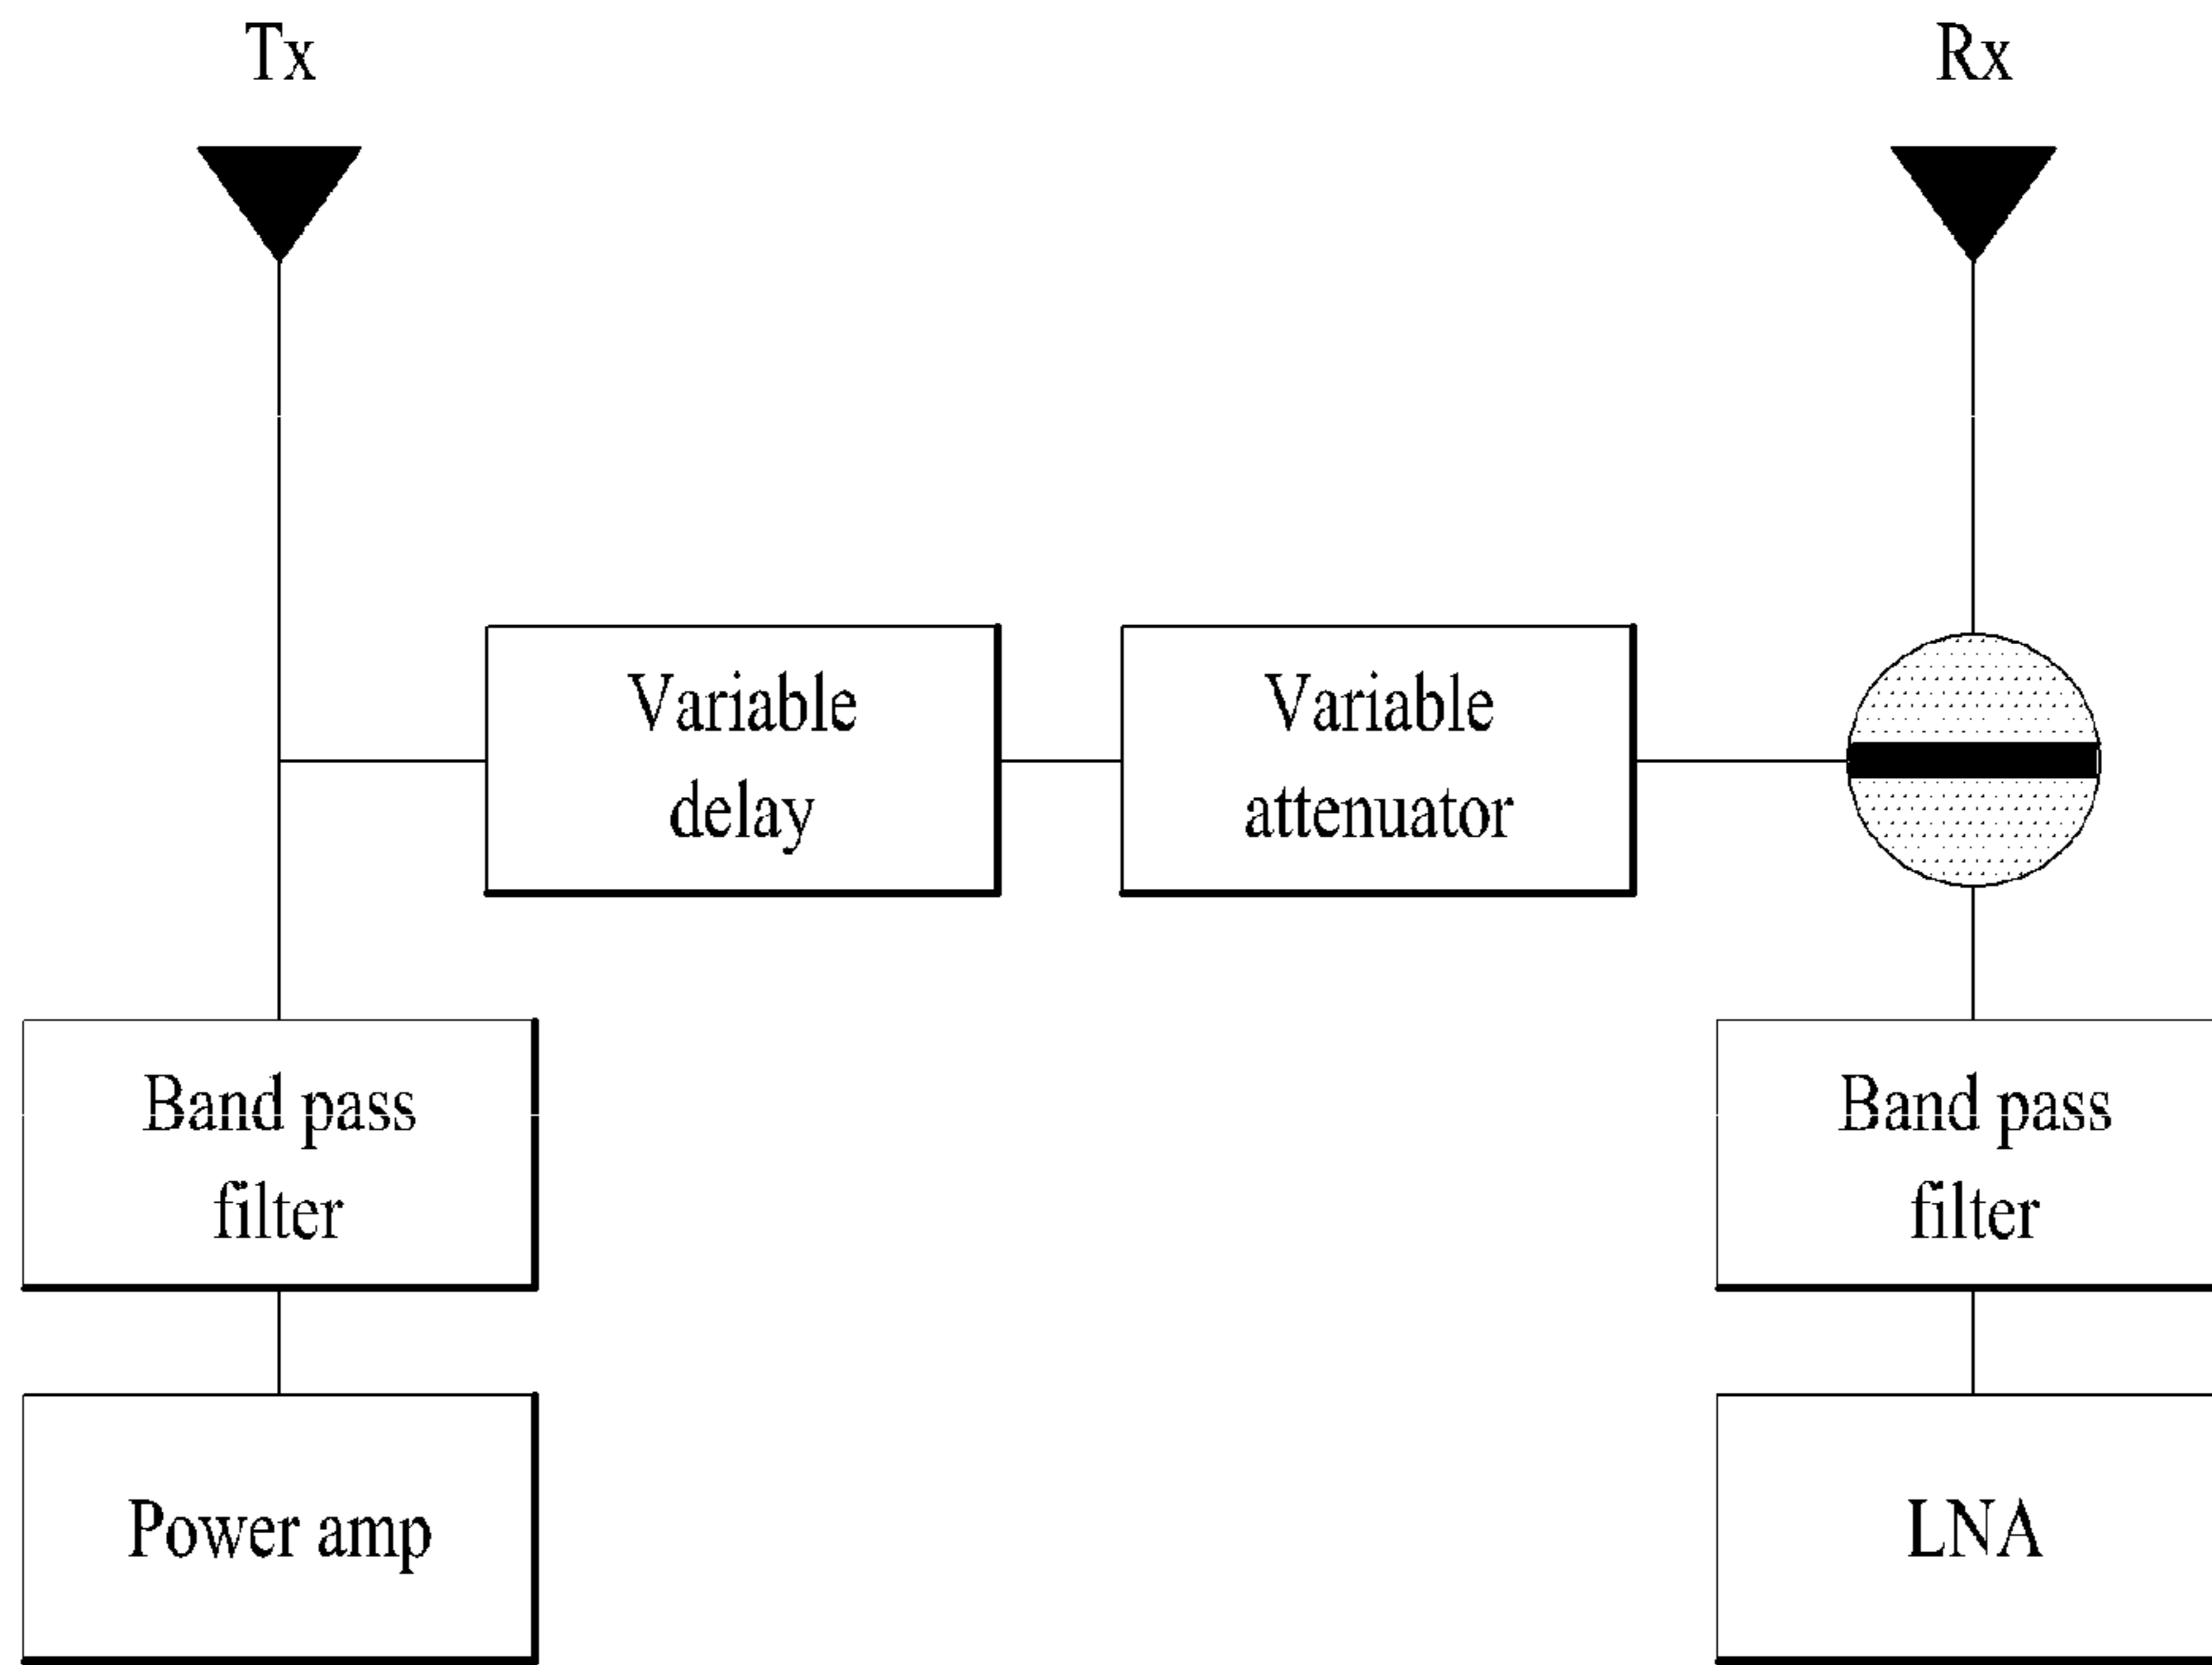 Tx
Rx
Variable
delay
Variable
attenuator
Band pass
filter
Band pass
filter
Power amp
LNA